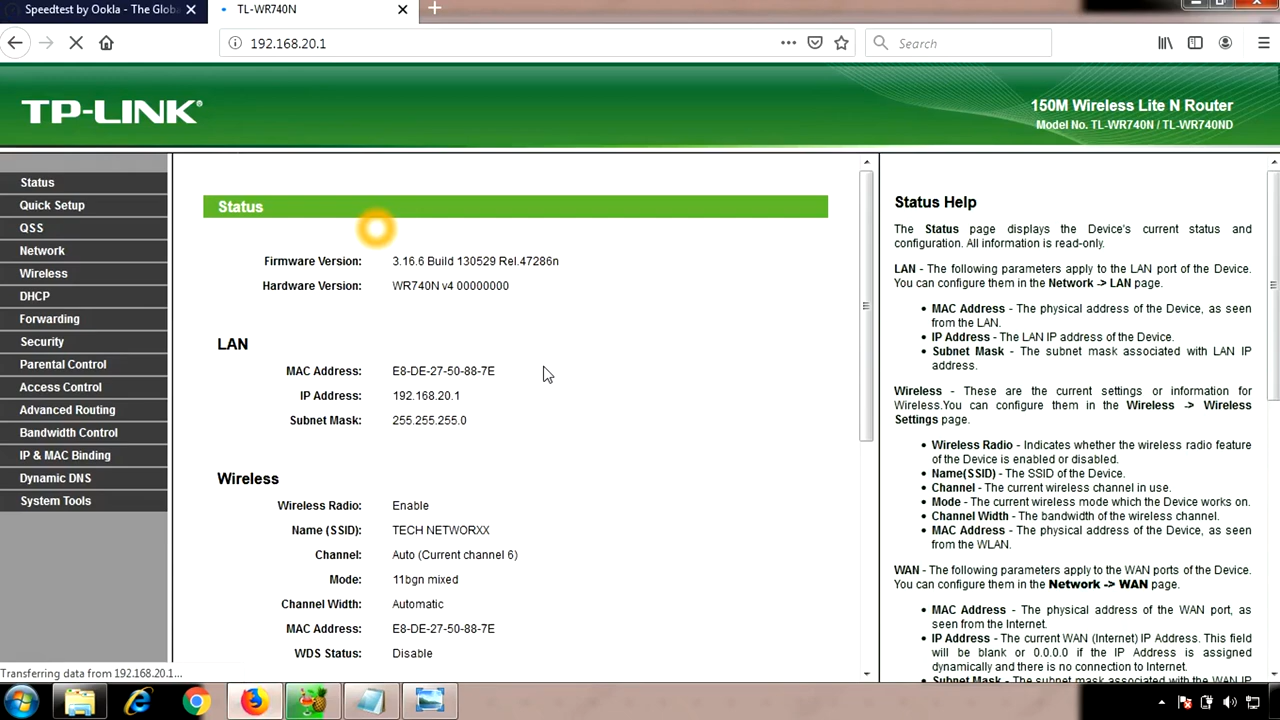 Speedtest by Ookla - The Globa
TL-WR740N
192.168.20.1
Search
TP-LINK
150M Wireless Lite N Router
Model No. TL-WR740N / TL-WR740ND
Status
Quick Setup
QSS
Network
Wireless
DHCP
Forwarding
Security
Parental Control
Access Control
Advanced Routing
Bandwidth Control
IP & MAC Binding
Dynamic DNS
System Tools
Status
Firmware Version: 3.16.6 Build 130529 Rel.47286n
Hardware Version: WR740N v4 00000000
LAN
MAC Address: E8-DE-27-50-88-7E
IP Address: 192.168.20.1
Subnet Mask: 255.255.255.0
Wireless
Wireless Radio: Enable
Name (SSID): TECH NETWORXX
Channel: Auto (Current channel 6)
Mode: 11bgn mixed
Channel Width: Automatic
MAC Address: E8-DE-27-50-88-7E
WDS Status: Disable
Status Help
The Status page displays the Device's current status and
configuration. All information is read-only.
LAN - The following parameters apply to the LAN port of the Device.
You can configure them in the Network -> LAN page.
• MAC Address - The physical address of the Device, as seen
from the LAN.
• IP Address - The LAN IP address of the Device.
• Subnet Mask - The subnet mask associated with LAN IP
address.
Wireless - These are the current settings or information for
Wireless.You can configure them in the Wireless -> Wireless
Settings page.
• Wireless Radio - Indicates whether the wireless radio feature
of the Device is enabled or disabled.
• Name(SSID) - The SSID of the Device.
• Channel - The current wireless channel in use.
• Mode - The current wireless mode which the Device works on.
• Channel Width - The bandwidth of the wireless channel.
• MAC Address - The physical address of the Device, as seen
from the WLAN.
WAN - The following parameters apply to the WAN ports of the Device.
You can configure them in the Network -> WAN page.
• MAC Address - The physical address of the WAN port, as
seen from the Internet.
• IP Address - The current WAN (Internet) IP Address. This field
will be blank or 0.0.0.0 if the IP Address is assigned
dynamically and there is no connection to Internet.
• Subnet Mask - The subnet mask associated with the WAN IP
Transferring data from 192.168.20.1...